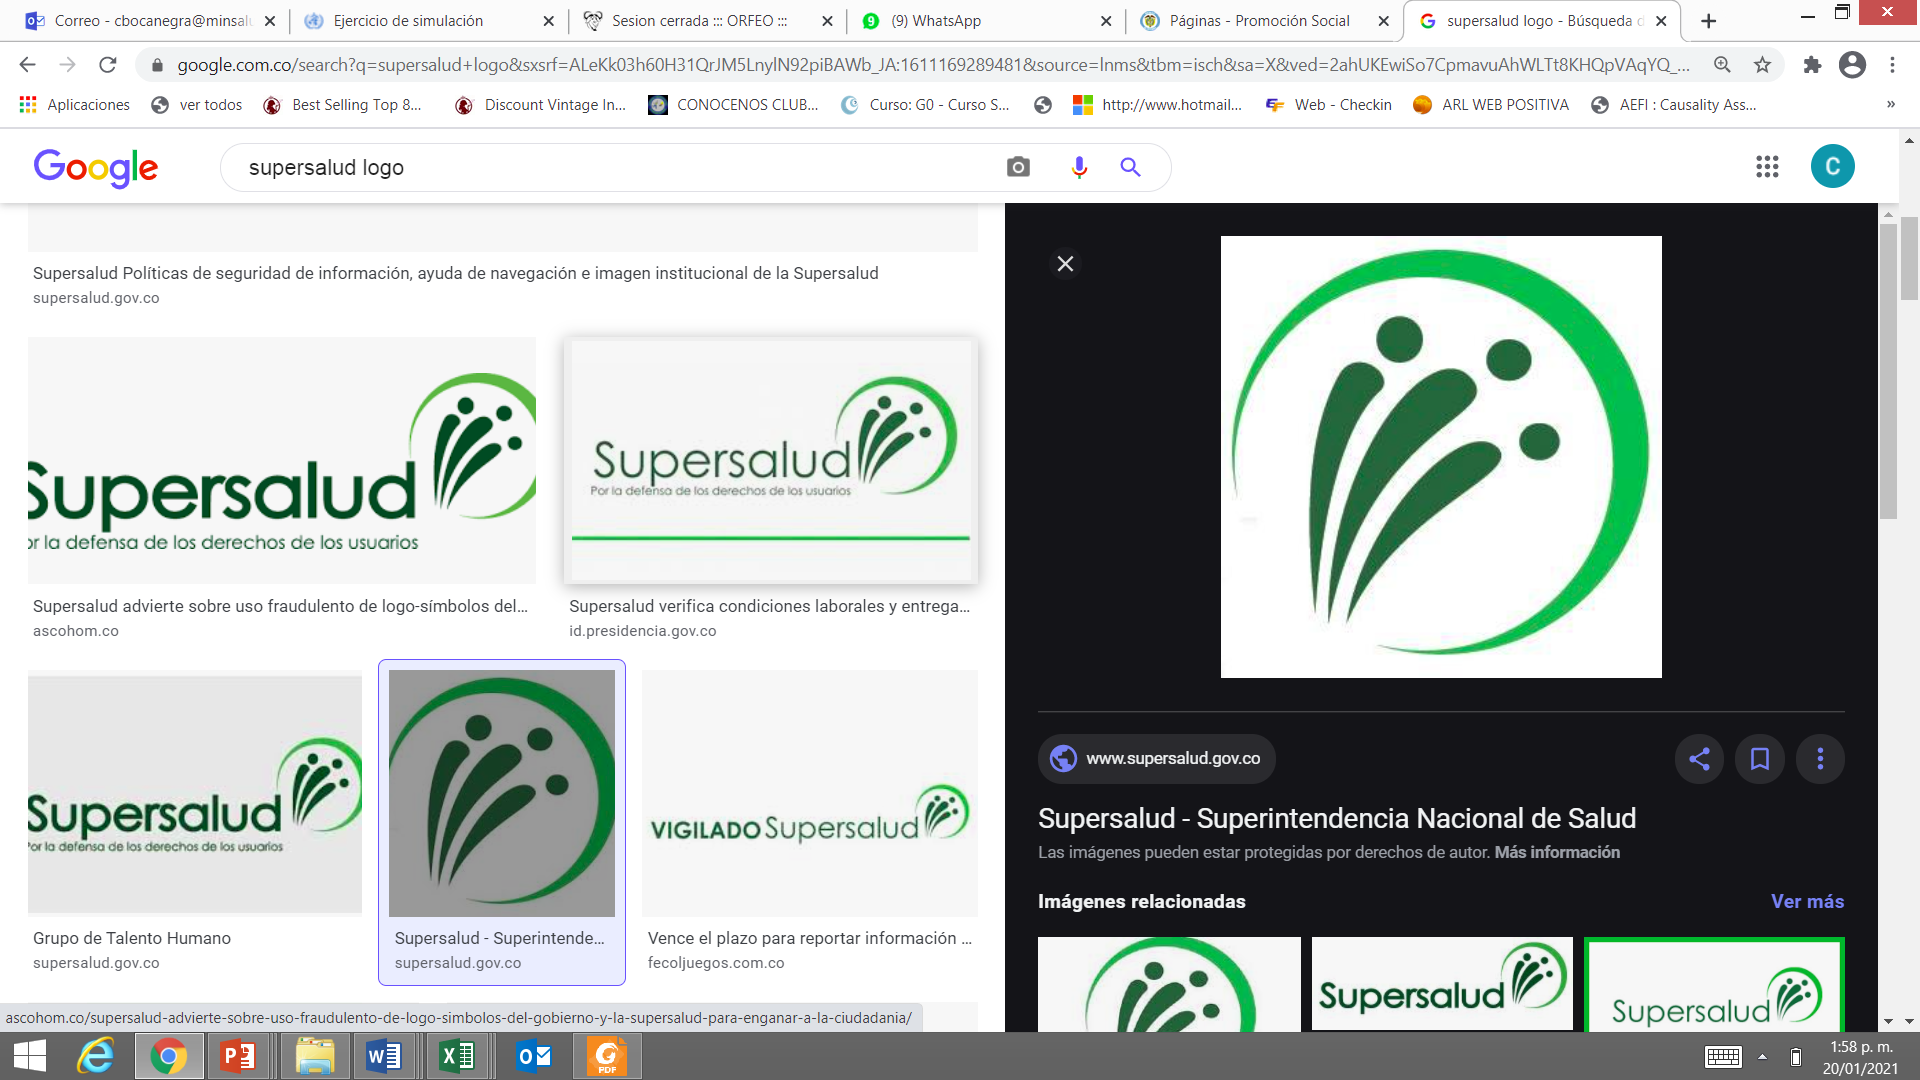 Correo - cbocanegra@minsalu
Ejercicio de simulación
Sesion cerrada ::: ORFEO :::
(9) WhatsApp
Páginas - Promoción Social
supersalud logo - Búsqueda d
google.com.co/search?q=supersalud+logo&sxsrf=ALeKk03h60H31QrJM5LnylN92piBAWb_JA:1611169289481&source=lnms&tbm=isch&sa=X&ved=2ahUKEwiSo7CpmavuAhWLTt8KHQpVAqYQ_...
Aplicaciones
ver todos
Best Selling Top 8...
Discount Vintage In...
CONOCENOS CLUB...
Curso: G0 - Curso S...
http://www.hotmail...
Web - Checkin
ARL WEB POSITIVA
AEFI : Causality Ass...
»
Google
supersalud logo
C
Supersalud Políticas de seguridad de información, ayuda de navegación e imagen institucional de la Supersalud
supersalud.gov.co
Supersalud
or la defensa de los derechos de los usuarios
Supersalud
Por la defensa de los derechos de los usuarios
Supersalud advierte sobre uso fraudulento de logo-símbolos del...
ascohom.co
Supersalud verifica condiciones laborales y entrega...
id.presidencia.gov.co
Supersalud
Por la defensa de los derechos de los usuarios
VIGILADO Supersalud
Grupo de Talento Humano
supersalud.gov.co
Supersalud - Superintende...
supersalud.gov.co
Vence el plazo para reportar información ...
fecoljuegos.com.co
www.supersalud.gov.co
Supersalud - Superintendencia Nacional de Salud
Las imágenes pueden estar protegidas por derechos de autor. Más información
Imágenes relacionadas
Ver más
Supersalud
Supersalud
ascohom.co/supersalud-advierte-sobre-uso-fraudulento-de-logo-simbolos-del-gobierno-y-la-supersalud-para-enganar-a-la-ciudadania/
PDF
1:58 p. m.
20/01/2021